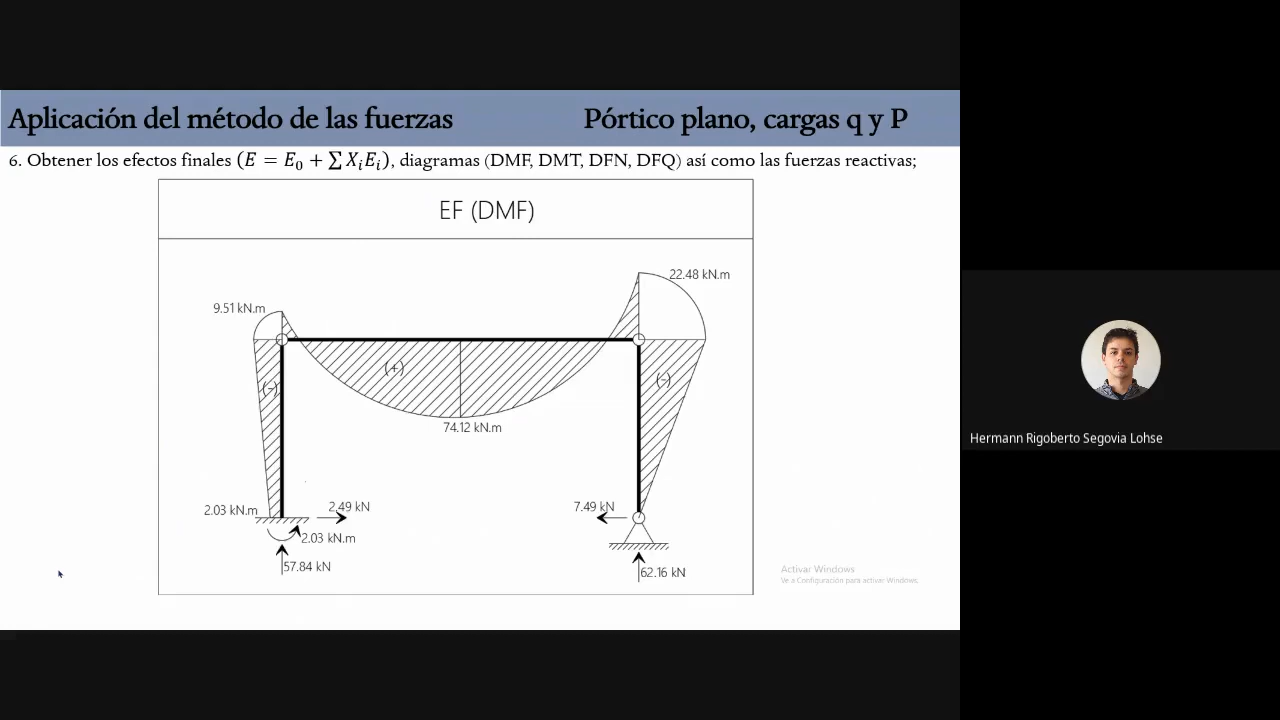 Aplicación del método de las fuerzas Pórtico plano, cargas q y P
6. Obtener los efectos finales (E = E₀ + ∑ XᵢEᵢ), diagramas (DMF, DMT, DFN, DFQ) así como las fuerzas reactivas;
EF (DMF)
22.48 kN.m
9.51 kN.m
(+)
(-)
(-)
74.12 kN.m
2.03 kN.m
2.49 kN
7.49 kN
2.03 kN.m
57.84 kN
62.16 kN
Activar Windows
Ve a Configuración para activar Windows.
Hermann Rigoberto Segovia Lohse